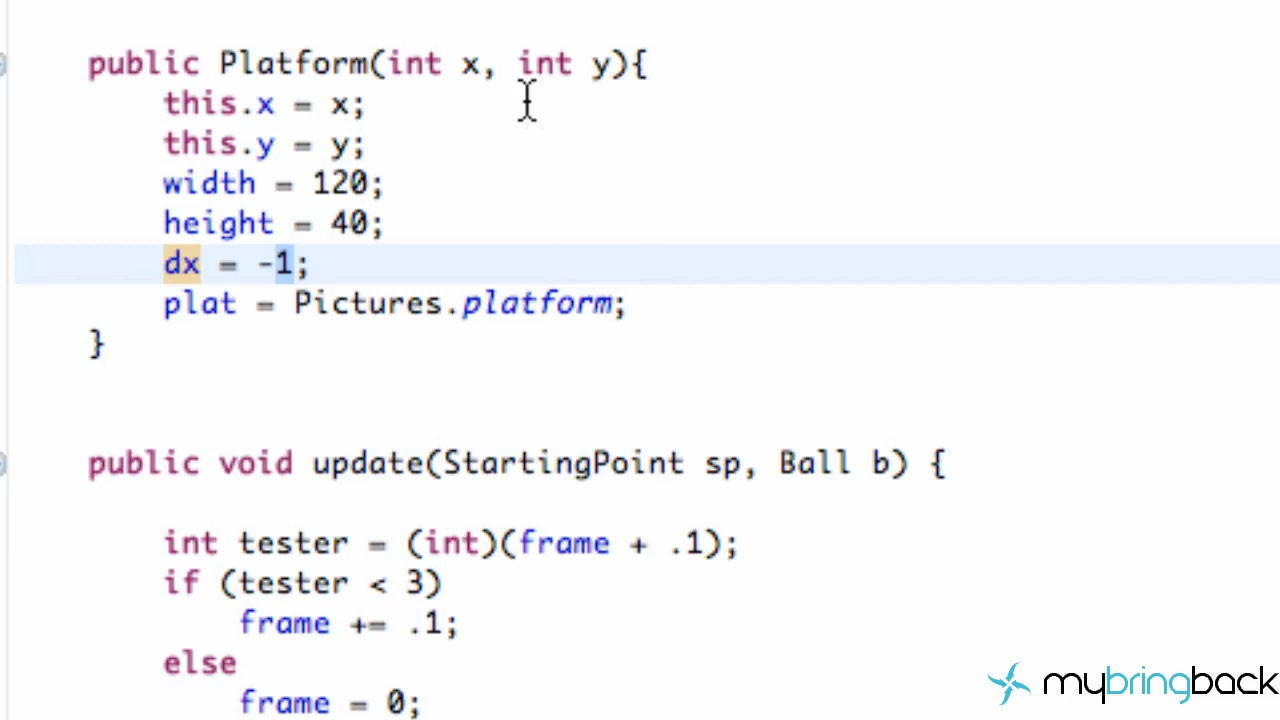 public Platform(int x, int y){
this.x = x;
this.y = y;
width = 120;
height = 40;
dx = -1;
plat = Pictures.platform;
}
public void update(StartingPoint sp, Ball b) {
int tester = (int)(frame + .1);
if (tester < 3)
frame += .1;
else
frame = 0;
mybringback